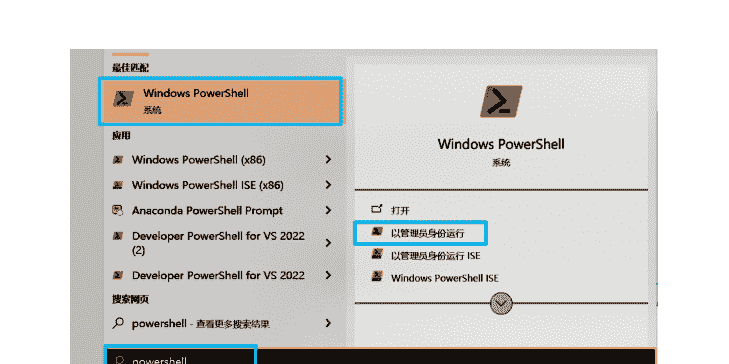 最佳匹配
Windows PowerShell
系统
应用
Windows PowerShell (x86)
Windows PowerShell ISE (x86)
Anaconda PowerShell Prompt
Developer PowerShell for VS 2022
(2)
Developer PowerShell for VS 2022
搜索网页
powershell - 查看更多搜索结果
powershell
Windows PowerShell
系统
打开
以管理员身份运行
以管理员身份运行 ISE
Windows PowerShell ISE